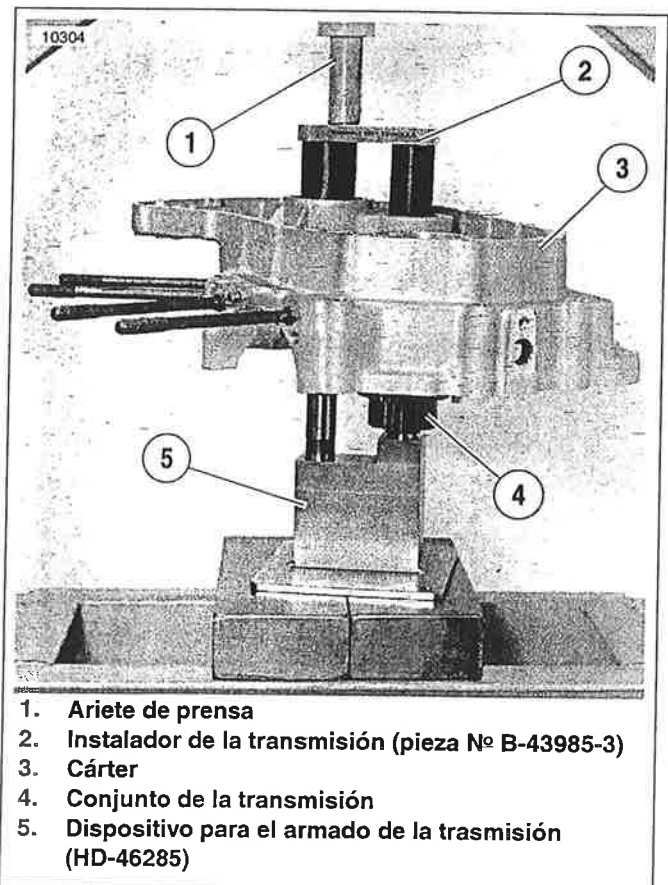 10304
1
2
3
4
5
1. Ariete de prensa
2. Instalador de la transmisión (pieza Nº B-43985-3)
3. Cárter
4. Conjunto de la transmisión
5. Dispositivo para el armado de la trasmisión
(HD-46285)